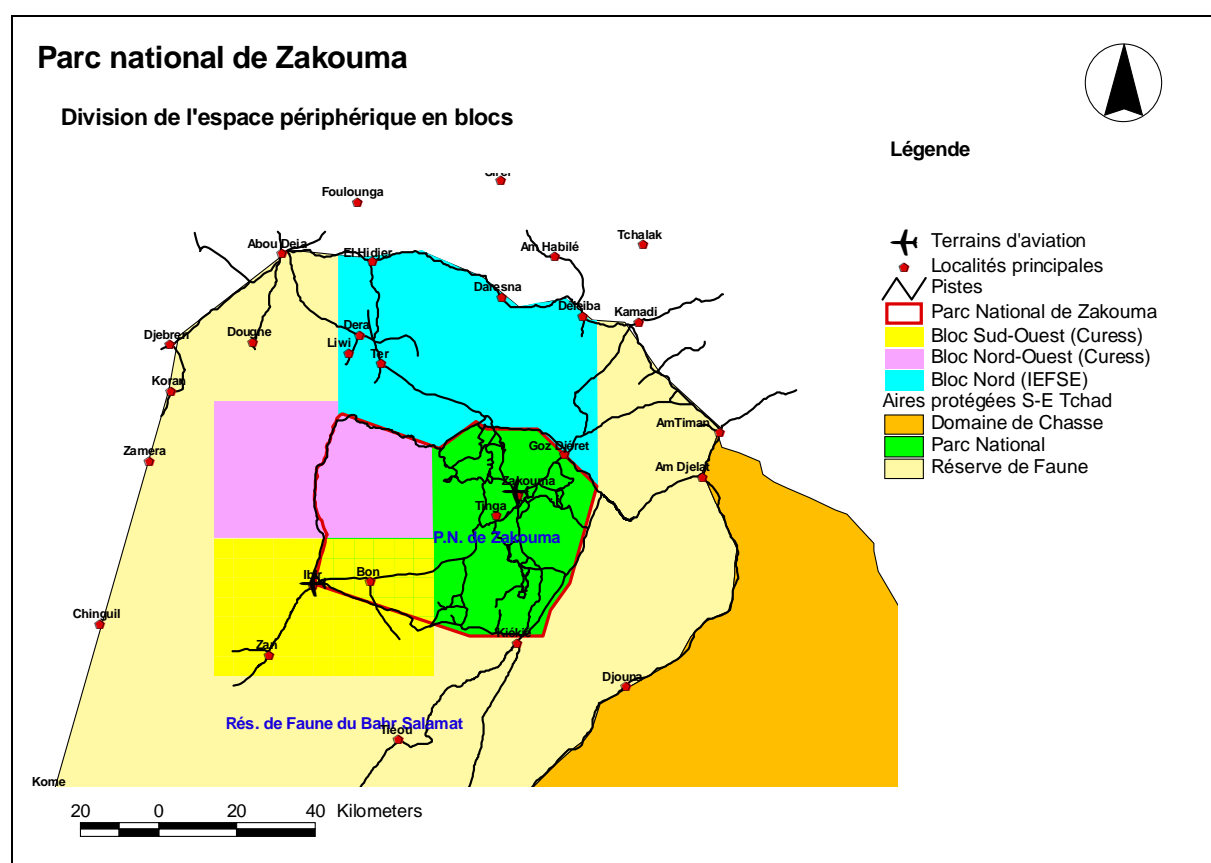 Parc national de Zakouma
Division de l'espace périphérique en blocs
Légende
Terrains d'aviation
Localités principales
Pistes
Parc National de Zakouma
Bloc Sud-Ouest (Curess)
Bloc Nord-Ouest (Curess)
Bloc Nord (IEFSE)
Aires protégées S-E Tchad
Domaine de Chasse
Parc National
Réserve de Faune
Foulounga
Tchalak
Abou Deia
El Hidjer
Am Habilé
Daresna
Déleiba
Kamadi
Djebren
Dougne
Dera
Liwi
Ter
Koran
AmTiman
Zamera
Goz Djéret
Am Djelat
Zakouma
Tinga
P.N. de Zakouma
Ibir
Bon
Chinguil
Kiékié
Zan
Djouna
Rés. de Faune du Bahr Salamat
Tiéou
Kome
20 0 20 40 Kilometers